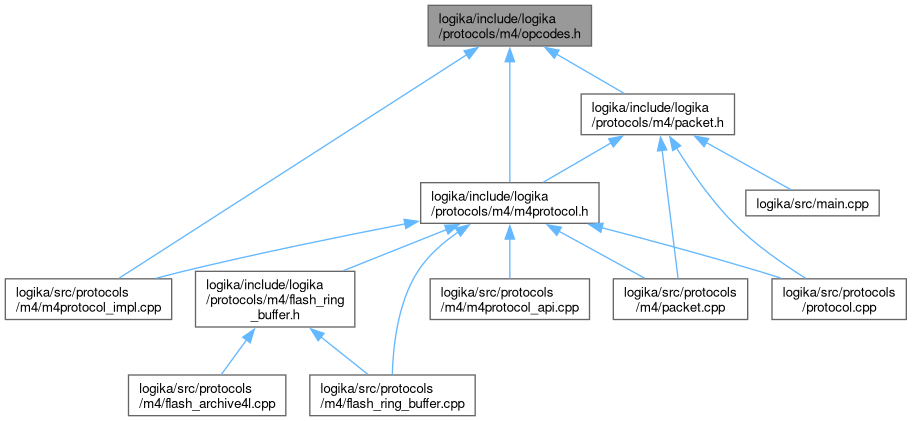 logika/include/logika
/protocols/m4/opcodes.h
logika/include/logika
/protocols/m4/packet.h
logika/include/logika
/protocols/m4/m4protocol.h
logika/src/main.cpp
logika/src/protocols
/m4/m4protocol_impl.cpp
logika/include/logika
/protocols/m4/flash_ring
_buffer.h
logika/src/protocols
/m4/m4protocol_api.cpp
logika/src/protocols
/m4/packet.cpp
logika/src/protocols
/protocol.cpp
logika/src/protocols
/m4/flash_archive4l.cpp
logika/src/protocols
/m4/flash_ring_buffer.cpp